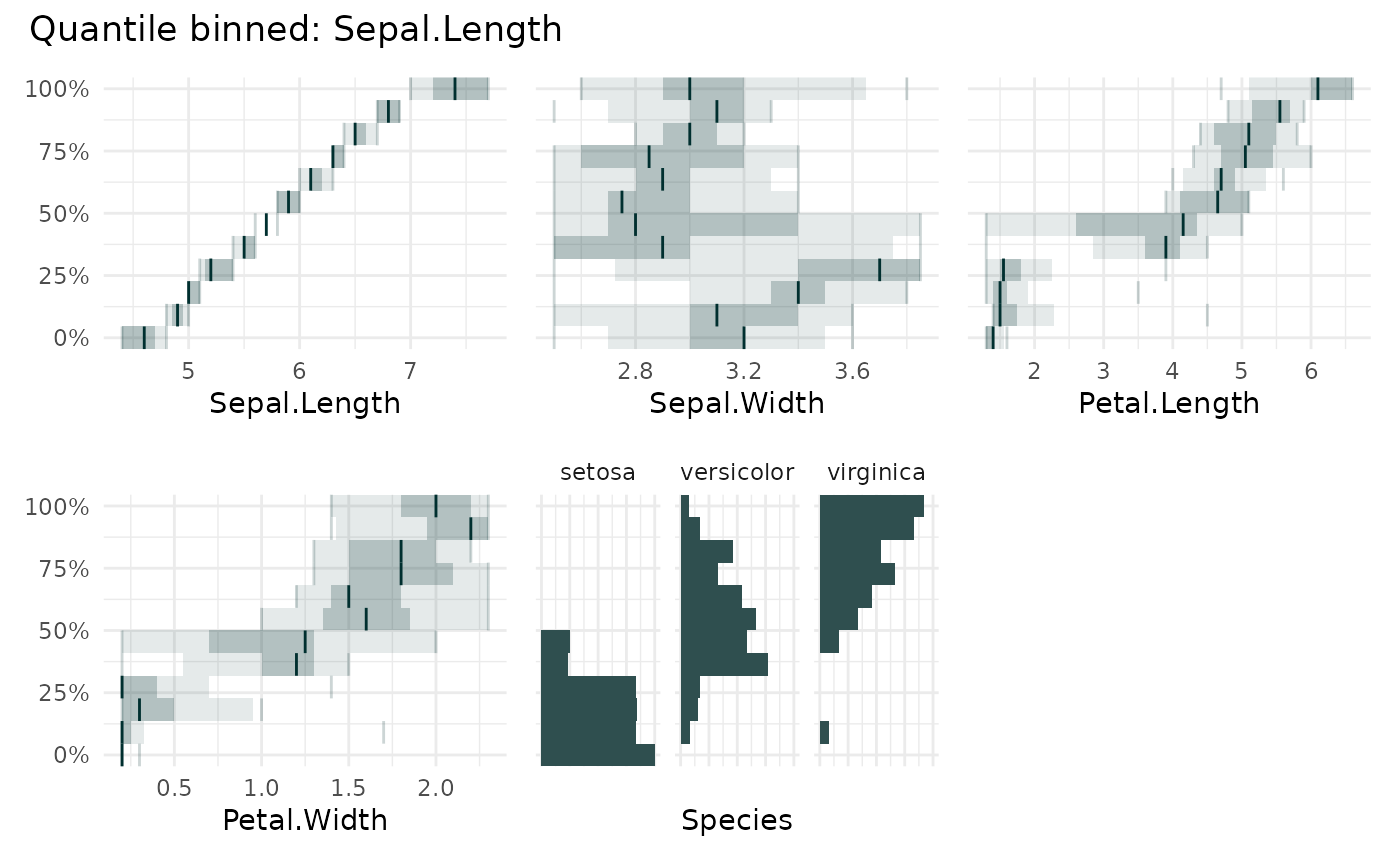 Quantile binned: Sepal.Length
100%
75%
50%
25%
0%
5 6 7
Sepal.Length
2.8 3.2 3.6
Sepal.Width
2 3 4 5 6
Petal.Length
100%
75%
50%
25%
0%
0.5 1.0 1.5 2.0
Petal.Width
setosa versicolor virginica
Species